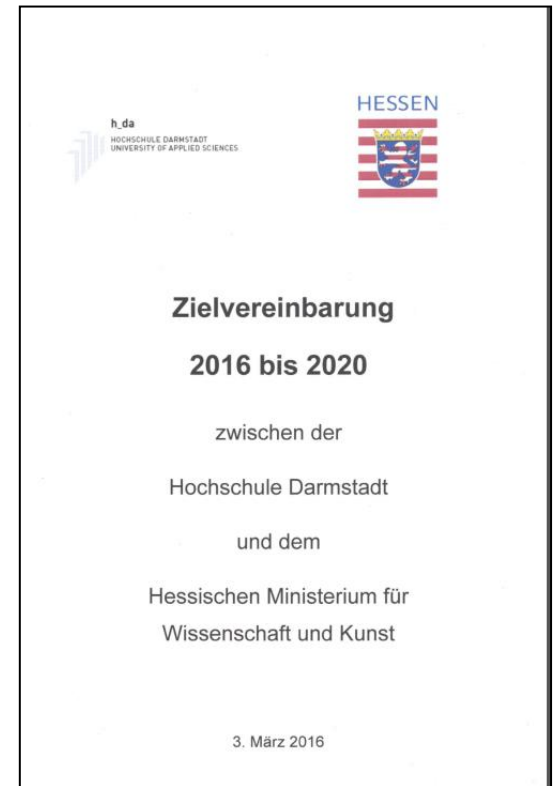 h_da
HOCHSCHULE DARMSTADT
UNIVERSITY OF APPLIED SCIENCES
HESSEN
Zielvereinbarung
2016 bis 2020
zwischen der
Hochschule Darmstadt
und dem
Hessischen Ministerium für
Wissenschaft und Kunst
3. März 2016